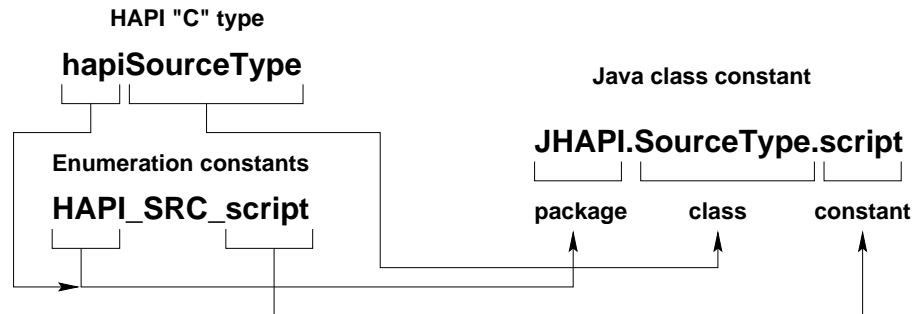 HAPI "C" type
hapiSourceType
Enumeration constants
HAPI_SRC_script
Java class constant
JHAPI.SourceType.script
package class constant